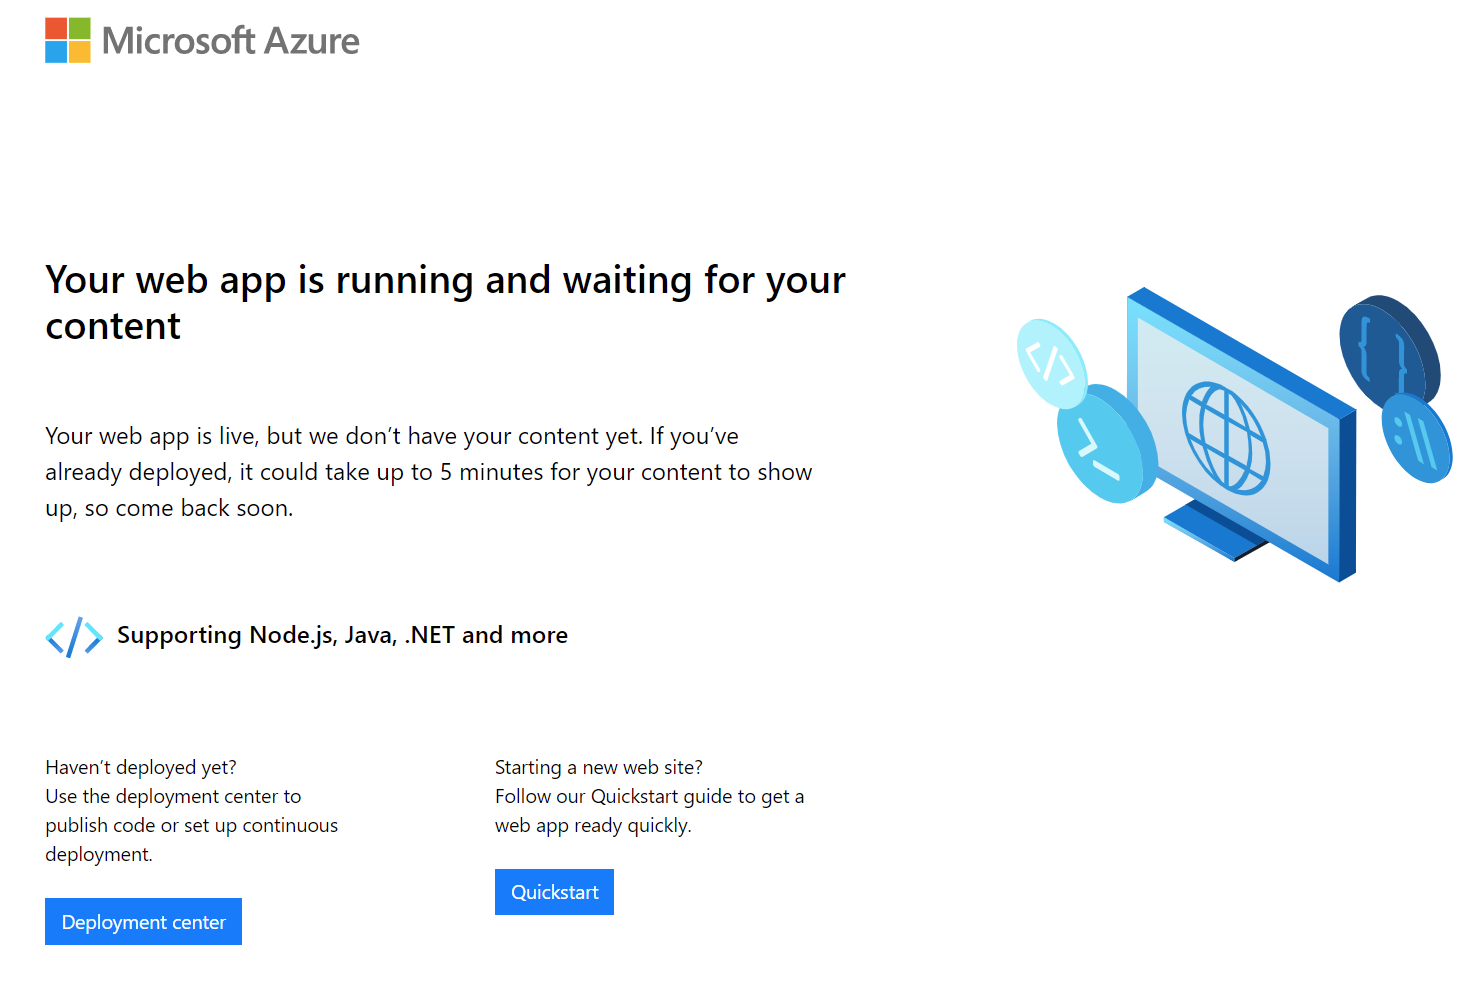 Microsoft Azure
Your web app is running and waiting for your
content
Your web app is live, but we don’t have your content yet. If you’ve
already deployed, it could take up to 5 minutes for your content to show
up, so come back soon.
</> Supporting Node.js, Java, .NET and more
Haven’t deployed yet?
Use the deployment center to
publish code or set up continuous
deployment.
Deployment center
Starting a new web site?
Follow our Quickstart guide to get a
web app ready quickly.
Quickstart